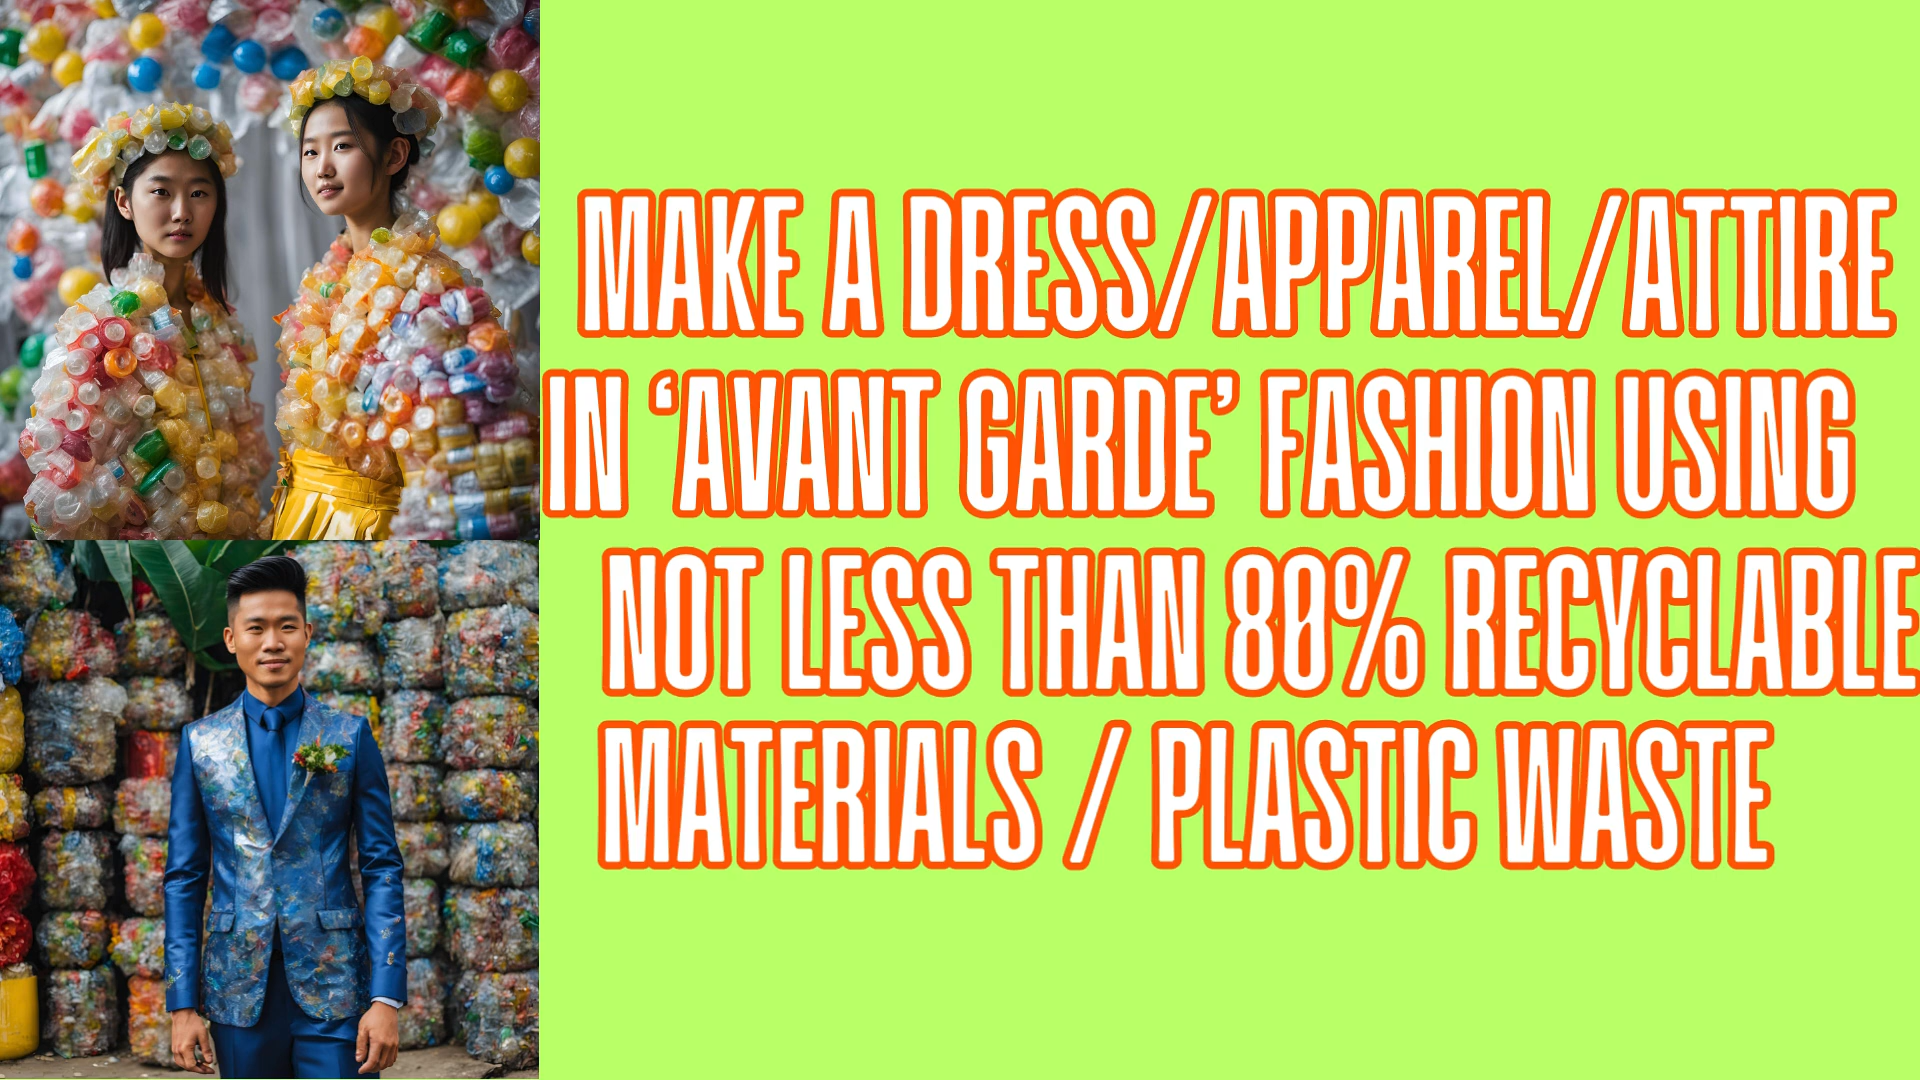 MAKE A DRESS/APPAREL/ATTIRE
IN ‘AVANT GARDE’ FASHION USING
NOT LESS THAN 80% RECYCLABLE
MATERIALS / PLASTIC WASTE